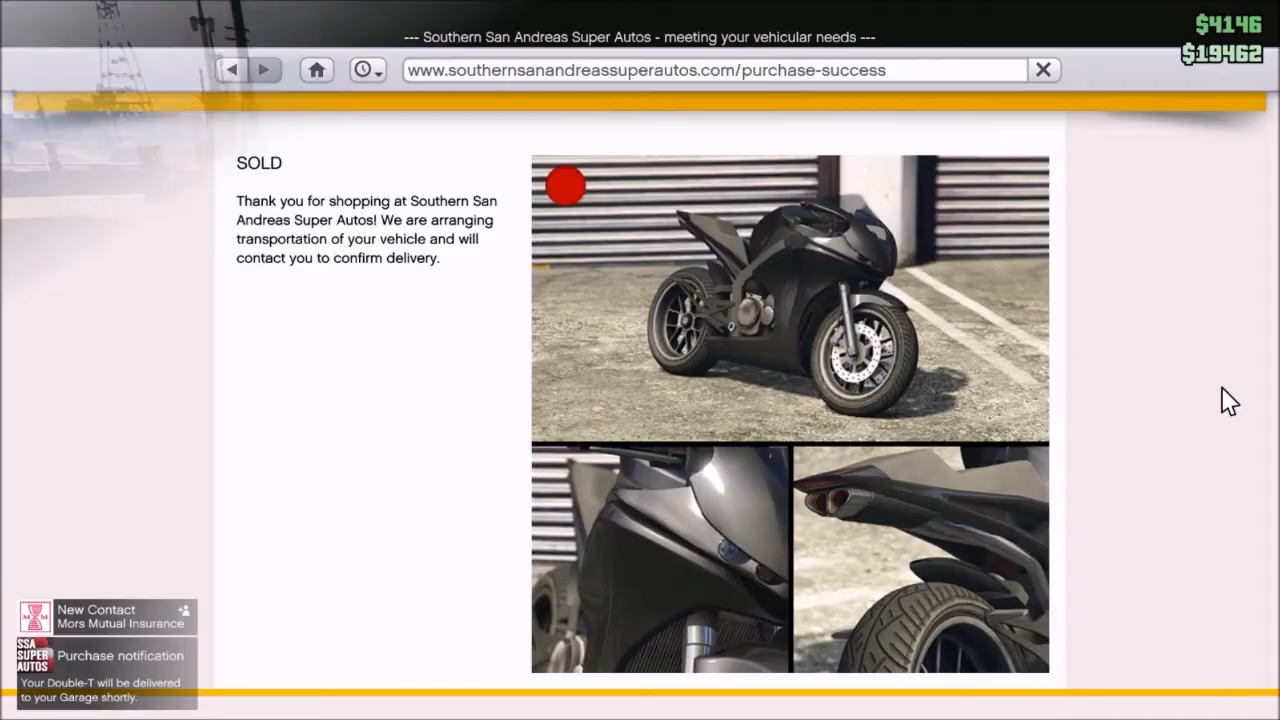 --- Southern San Andreas Super Autos - meeting your vehicular needs ---
$4146
$19462
www.southernsanandreassuperautos.com/purchase-success
SOLD
Thank you for shopping at Southern San
Andreas Super Autos! We are arranging
transportation of your vehicle and will
contact you to confirm delivery.
New Contact
Mors Mutual Insurance
M M
SSA
SUPER
AUTOS
Purchase notification
Your Double-T will be delivered
to your Garage shortly.